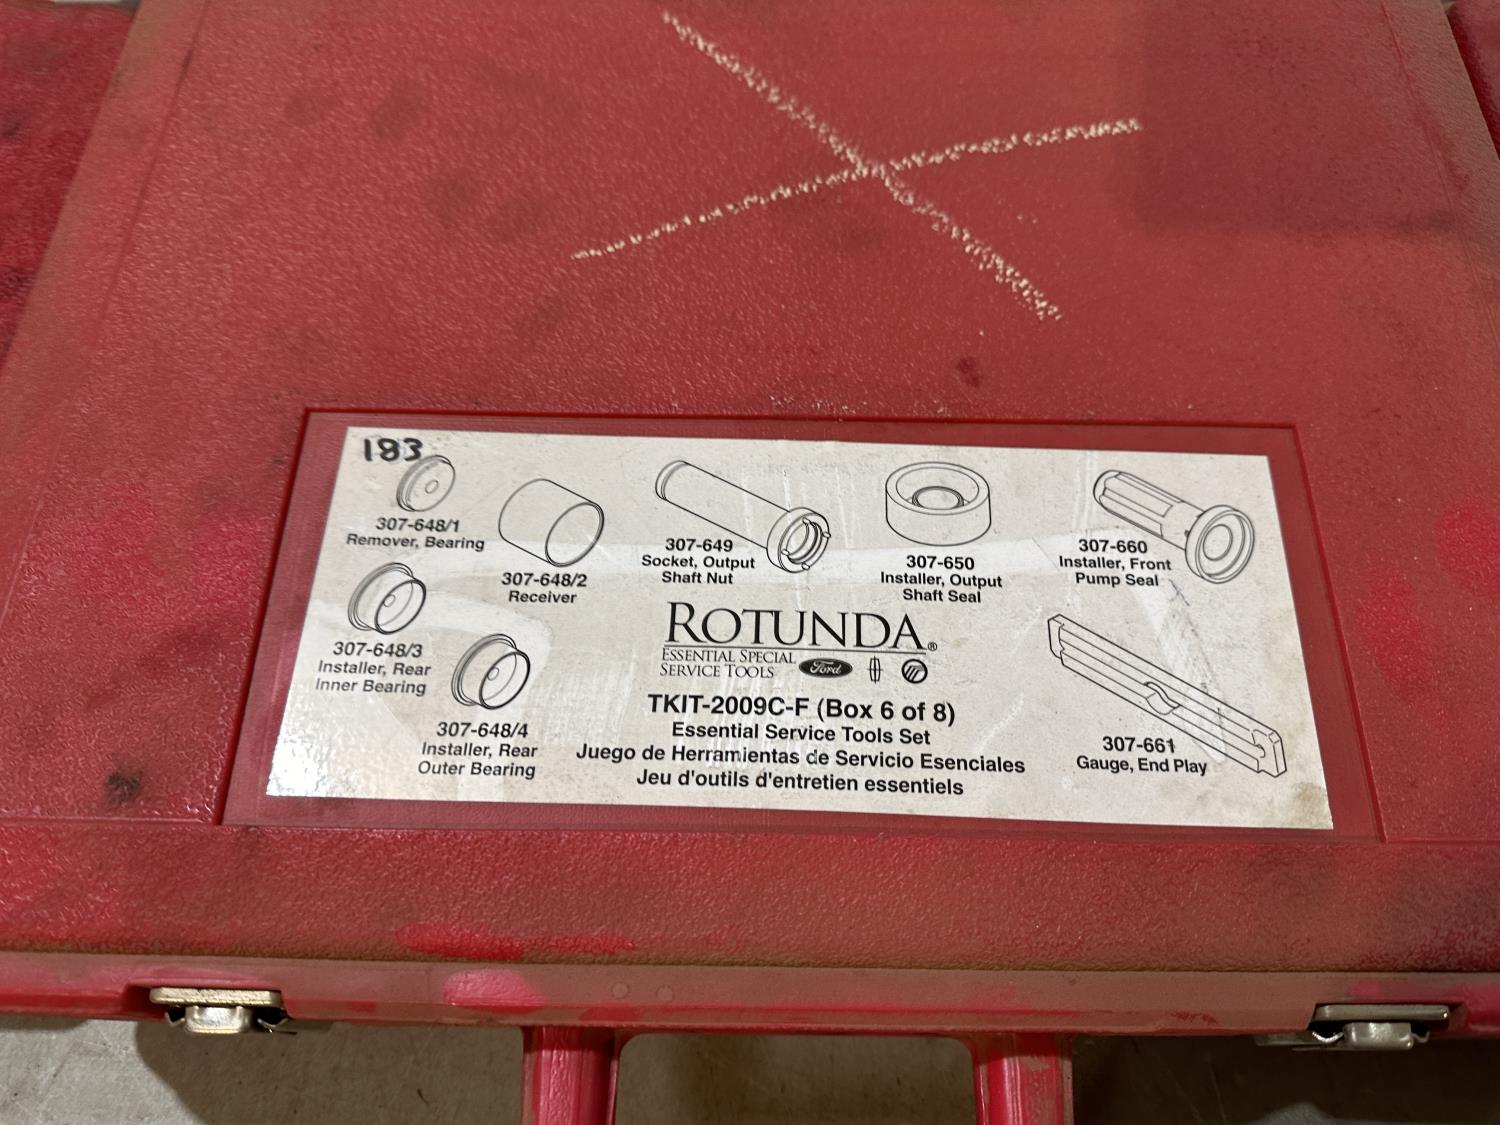 183
307-648/1
Remover, Bearing
307-648/2
Receiver
307-649
Socket, Output
Shaft Nut
307-650
Installer, Output
Shaft Seal
307-660
Installer, Front
Pump Seal
307-648/3
Installer, Rear
Inner Bearing
307-648/4
Installer, Rear
Outer Bearing
ROTUNDA®
ESSENTIAL SPECIAL
SERVICE TOOLS
Ford
TKIT-2009C-F (Box 6 of 8)
Essential Service Tools Set
Juego de Herramientas de Servicio Esenciales
Jeu d'outils d'entretien essentiels
307-661
Gauge, End Play